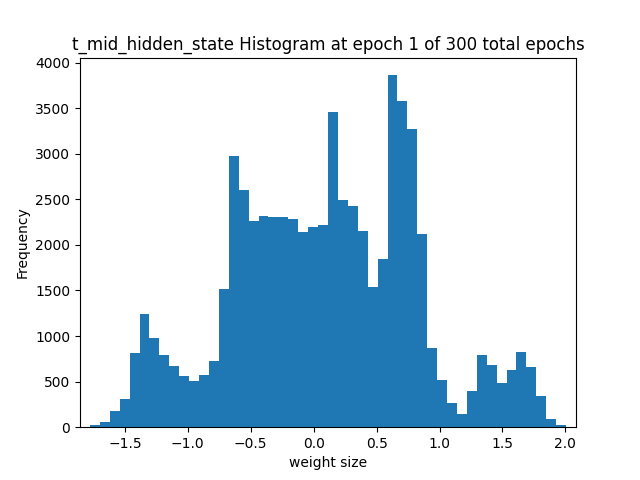 t_mid_hidden_state Histogram at epoch 1 of 300 total epochs
4000
3500
3000
2500
2000
1500
1000
500
0
Frequency
−1.5 −1.0 −0.5 0.0 0.5 1.0 1.5 2.0
weight size